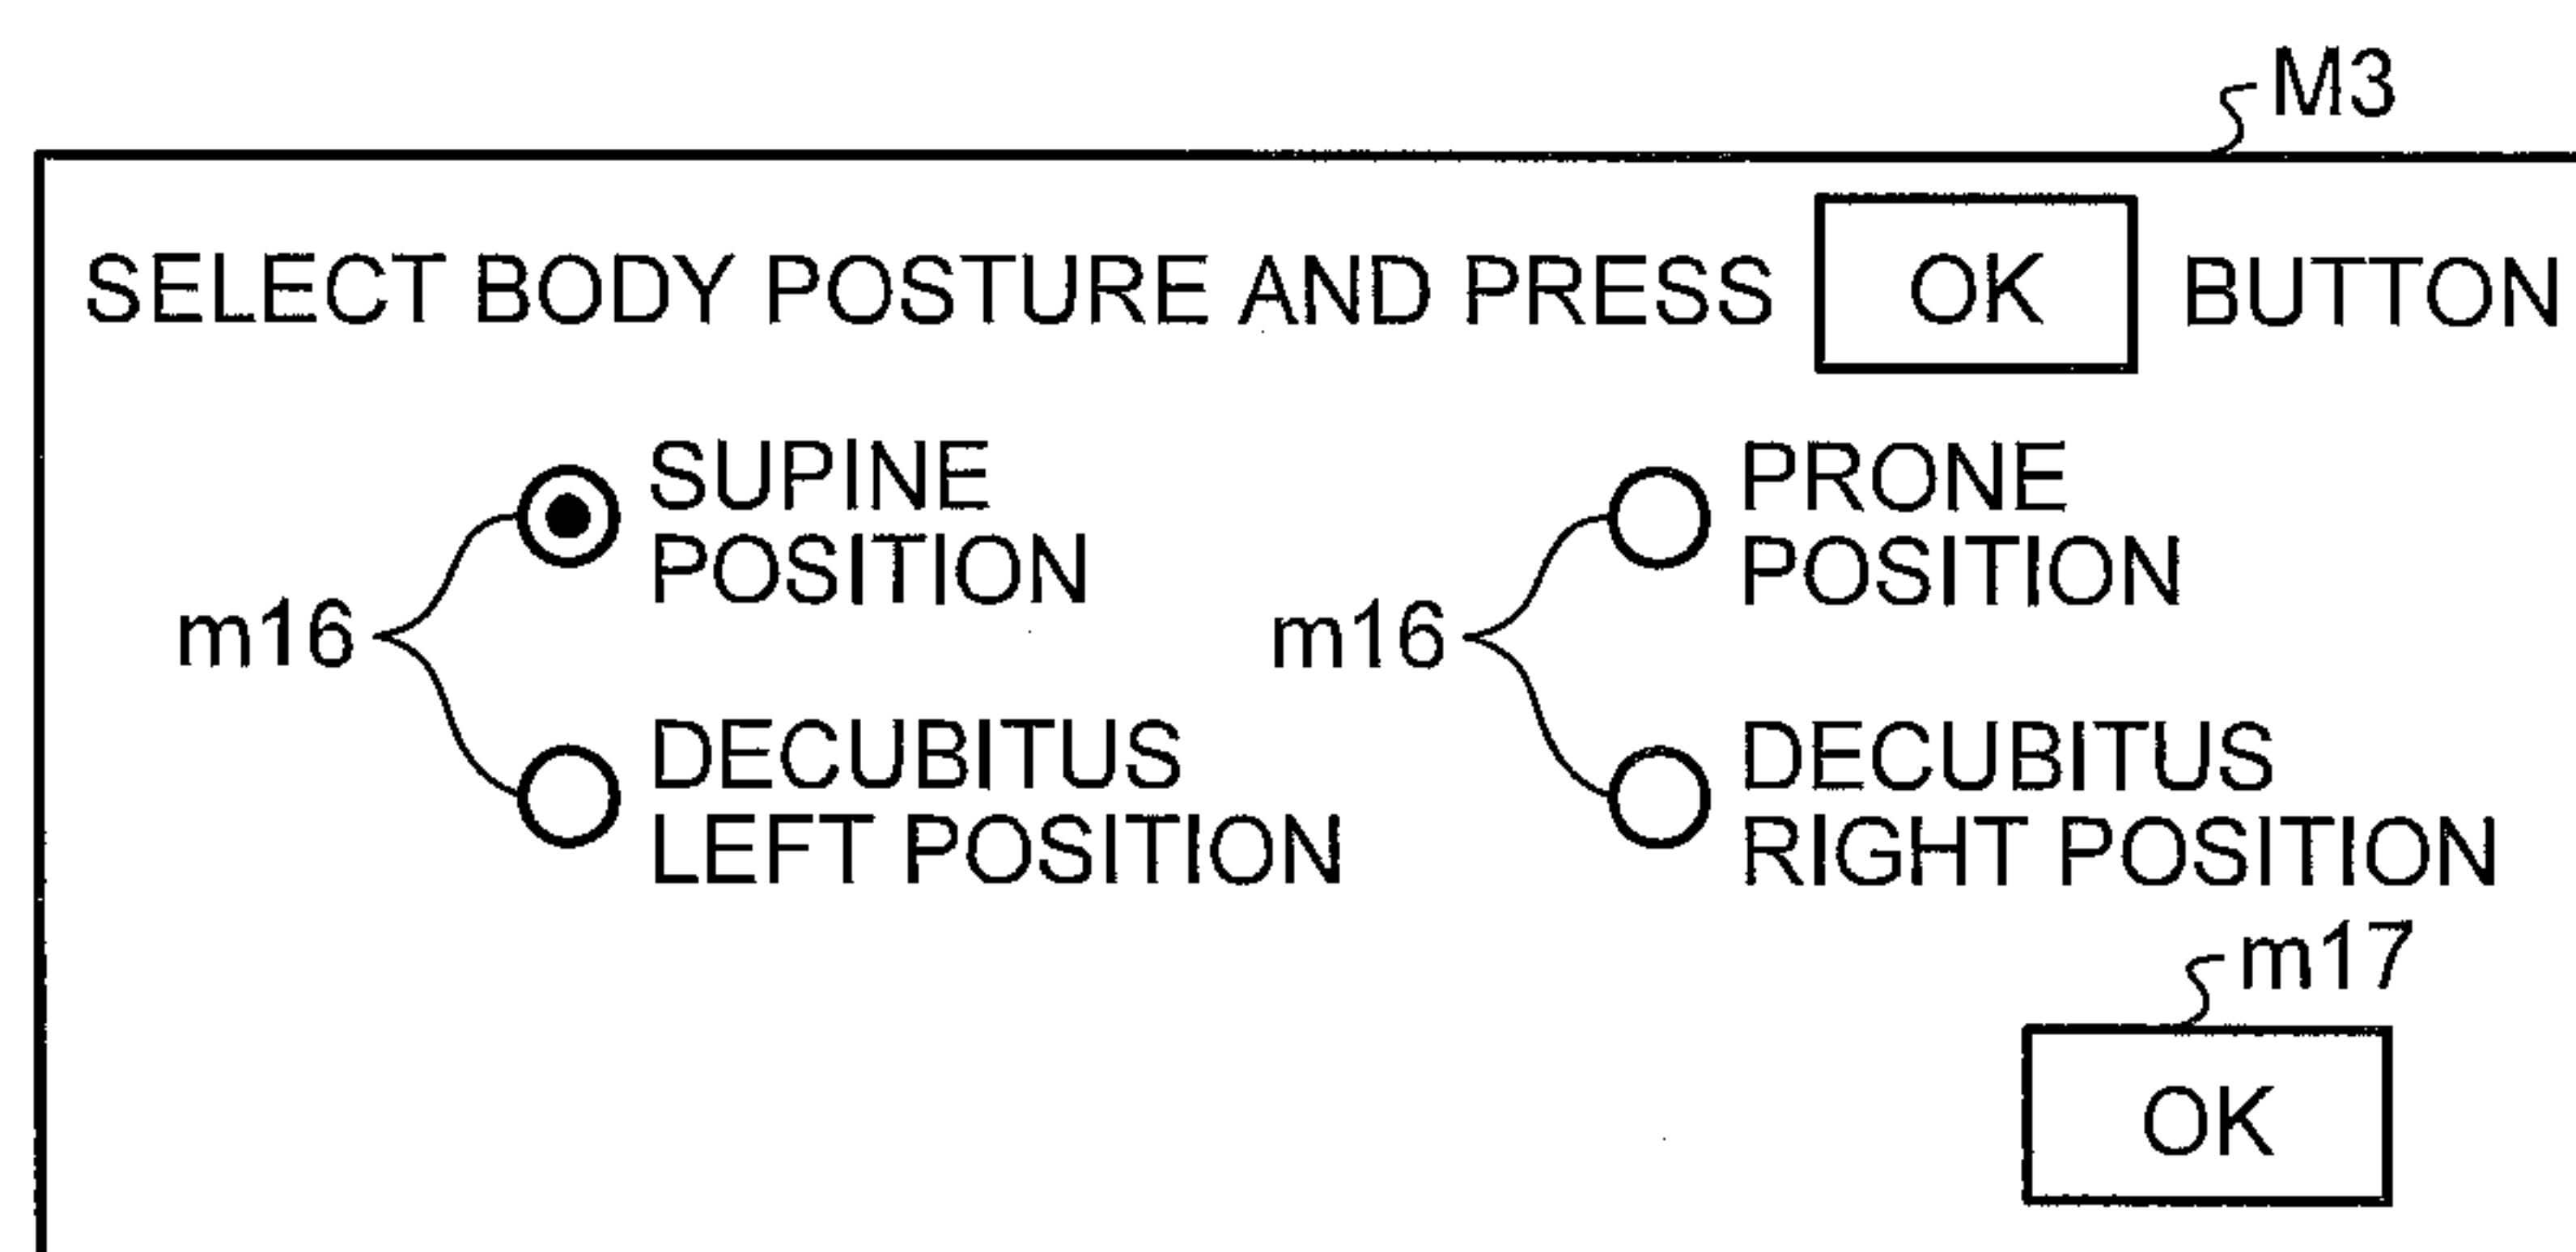 M3
SELECT BODY POSTURE AND PRESS OK BUTTON
SUPINE POSITION
PRONE POSITION
m16
m16
DECUBITUS LEFT POSITION
DECUBITUS RIGHT POSITION
m17
OK